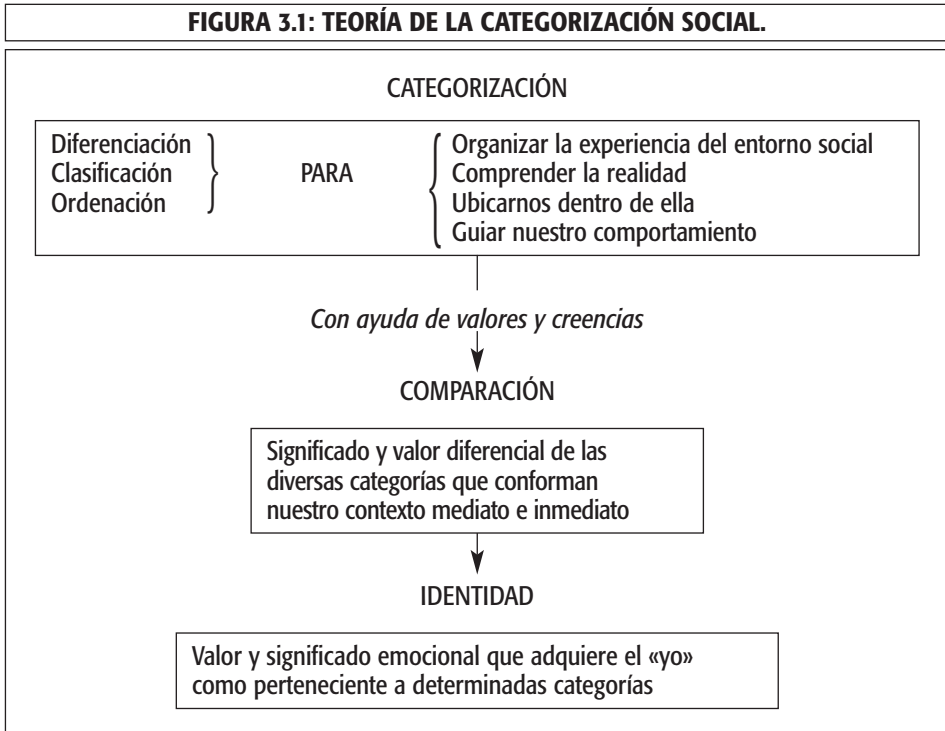 FIGURA 3.1: TEORÍA DE LA CATEGORIZACIÓN SOCIAL.
CATEGORIZACIÓN
Diferenciación
Clasificación
Ordenación
PARA
Organizar la experiencia del entorno social
Comprender la realidad
Ubicarnos dentro de ella
Guiar nuestro comportamiento
Con ayuda de valores y creencias
COMPARACIÓN
Significado y valor diferencial de las
diversas categorías que conforman
nuestro contexto mediato e inmediato
IDENTIDAD
Valor y significado emocional que adquiere el «yo»
como perteneciente a determinadas categorías